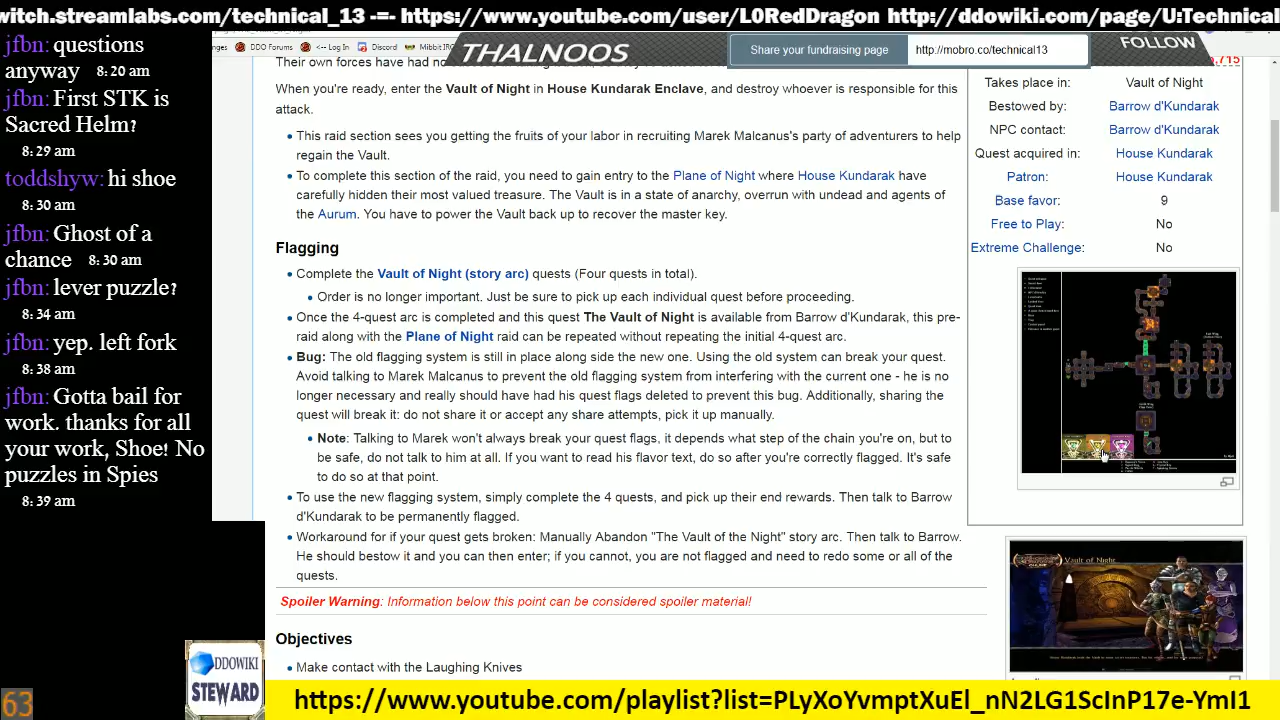 witch.streamlabs.com/technical_13 -=- https://www.youtube.com/user/L0RedDragon http://ddowiki.com/page/U:Technical
jfbn: questions
anyway 8:20 am
jfbn: First STK is
Sacred Helm?
8:29 am
toddshyw: hi shoe
8:30 am
jfbn: Ghost of a
chance 8:30 am
jfbn: lever puzzle?
8:34 am
jfbn: yep. left fork
8:38 am
jfbn: Gotta bail for
work. thanks for all
your work, Shoe! No
puzzles in Spies
8:39 am
63
DDOWIKI
STEWARD
DDO Forums
<- Log In
Discord
Mibbit
THALNOOS
Share your fundraising page
http://mobro.co/technical13
FOLLOW
When you're ready, enter the Vault of Night in House Kundarak Enclave, and destroy whoever is responsible for this
attack.
This raid section sees you getting the fruits of your labor in recruiting Marek Malcanus's party of adventurers to help
regain the Vault.
To complete this section of the raid, you need to gain entry to the Plane of Night where House Kundarak have
carefully hidden their most valued treasure. The Vault is in a state of anarchy, overrun with undead and agents of
the Aurum. You have to power the Vault back up to recover the master key.
Flagging
Complete the Vault of Night (story arc) quests (Four quests in total).
Order is no longer important. Just be sure to pick up each individual quest before proceeding.
Once the 4-quest arc is completed and this quest The Vault of Night is available from Barrow d'Kundarak, this pre-
raid along with the Plane of Night raid can be repeated without repeating the initial 4-quest arc.
Bug: The old flagging system is still in place along side the new one. Using the old system can break your quest.
Avoid talking to Marek Malcanus to prevent the old flagging system from interfering with the current one - he is no
longer necessary and really should have had his quest flags deleted to prevent this bug. Additionally, sharing the
quest will break it: do not share it or accept any share attempts, pick it up manually.
Note: Talking to Marek won't always break your quest flags, it depends what step of the chain you're on, but to
be safe, don't talk to him at all. If you want to read his flavor text, do so after you're correctly flagged. It's safe
to do so at that point.
To use the new flagging system, simply complete the 4 quests, and pick up their end rewards. Then talk to Barrow
d'Kundarak to be permanently flagged.
Workaround for if your quest gets broken: Manually Abandon "The Vault of the Night" story arc. Then talk to Barrow.
He should bestow it and you can then enter; if you cannot, you are not flagged and need to redo some or all of the
quests.
Spoiler Warning: Information below this point can be considered spoiler material!
Objectives
Make contact with the Laughing Knives
715
Takes place in: Vault of Night
Bestowed by: Barrow d'Kundarak
NPC contact: Barrow d'Kundarak
Quest acquired in: House Kundarak
Patron: House Kundarak
Base favor: 9
Free to Play: No
Extreme Challenge: No
Vault of Night
https://www.youtube.com/playlist?list=PLyXoYvmptXuEl_nN2LG1ScInP17e-YmI1